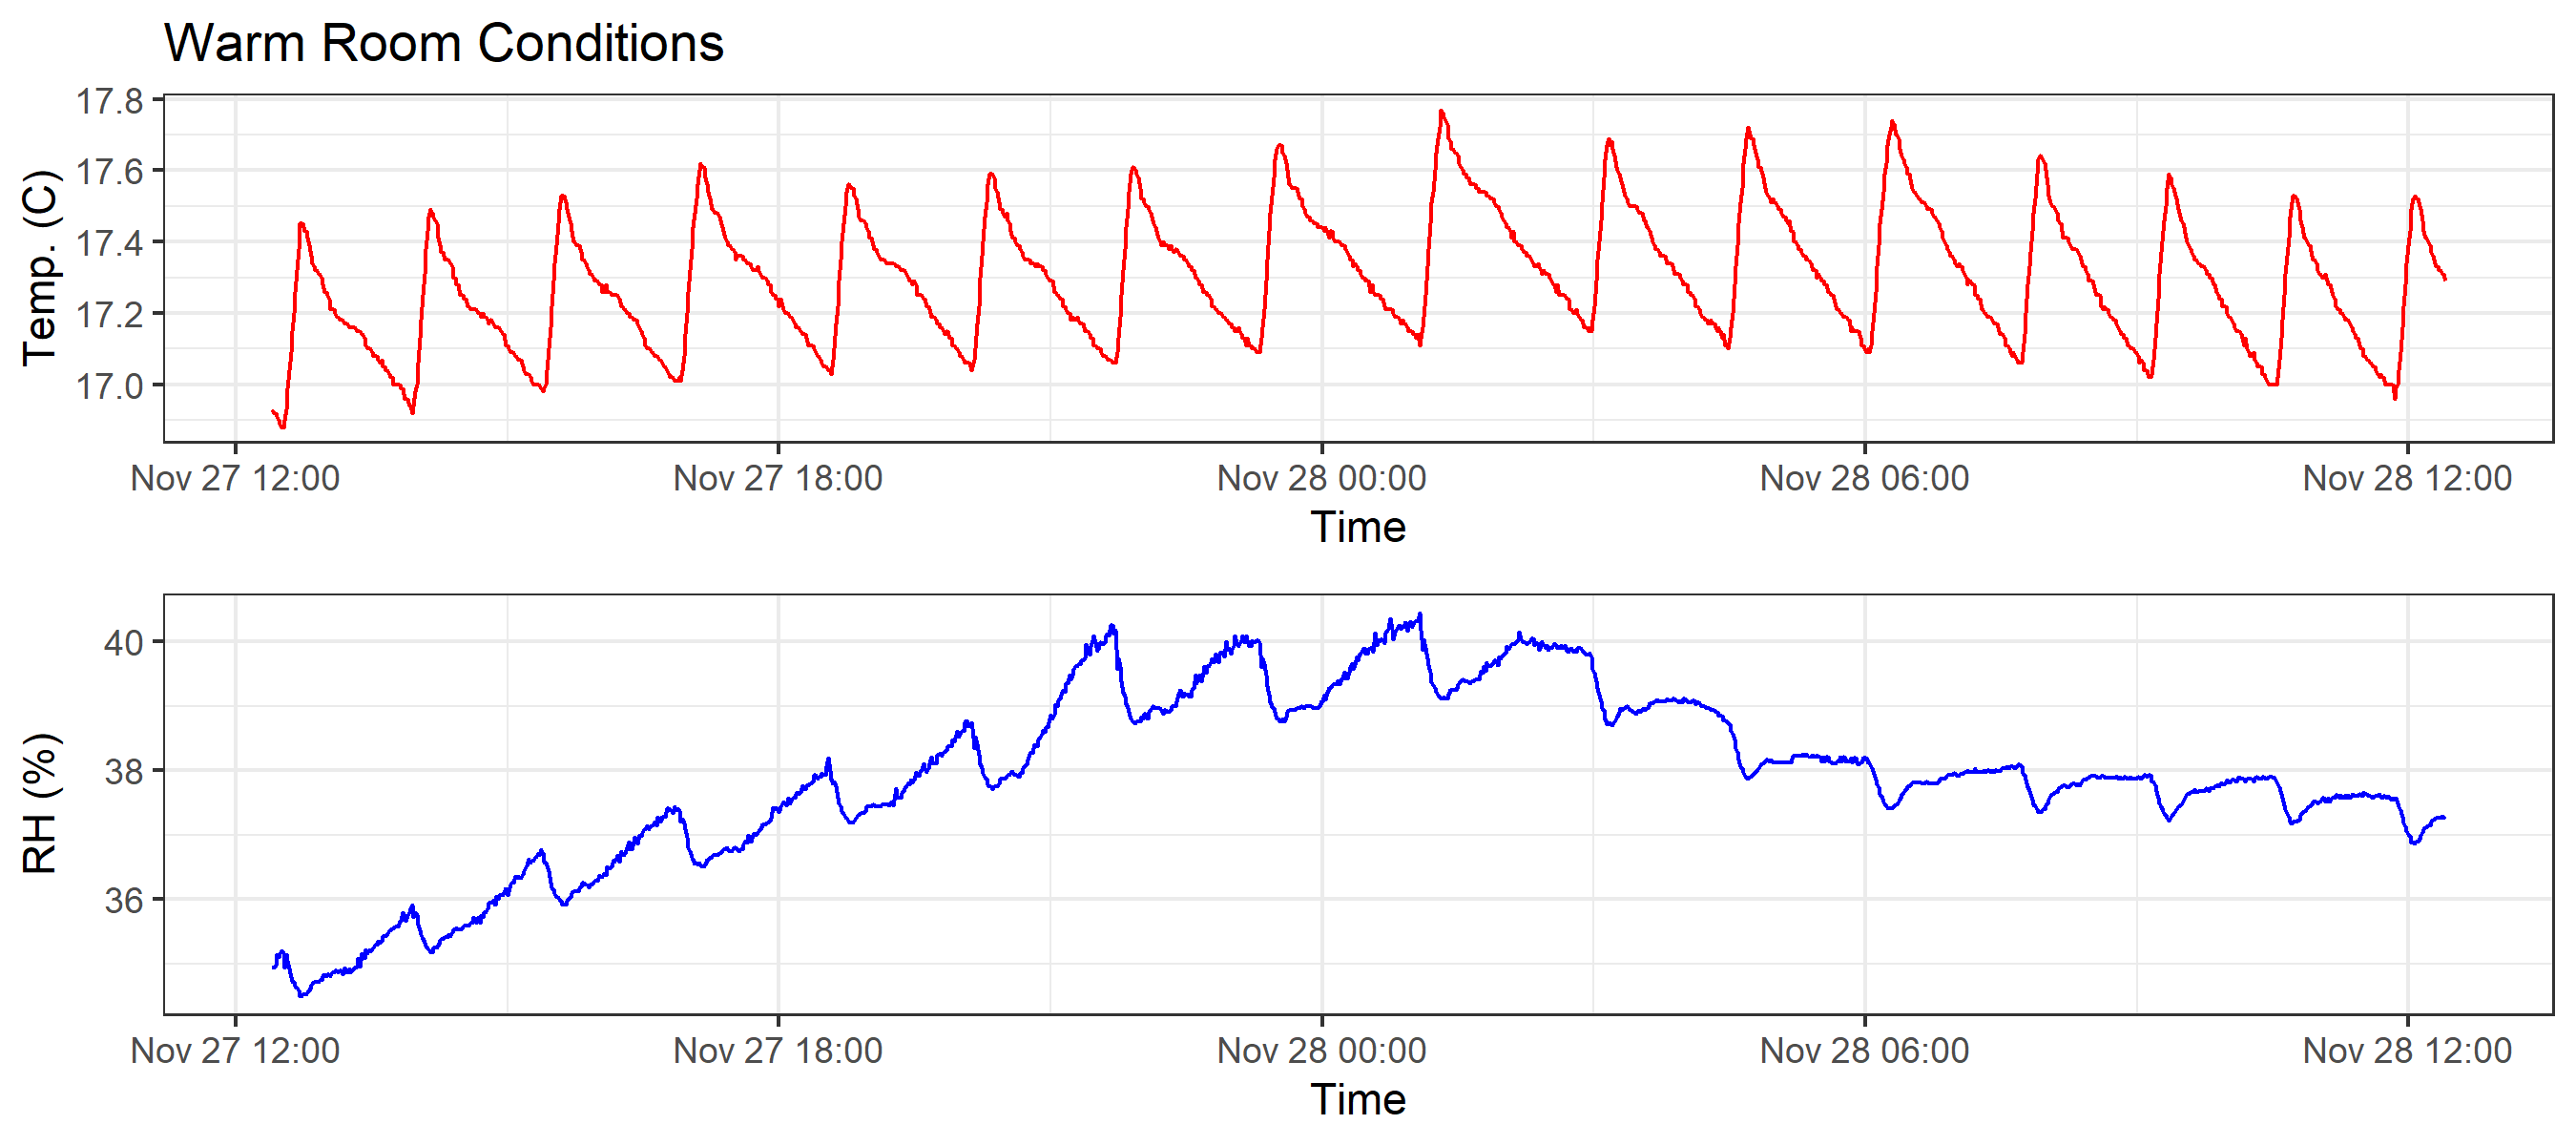 Warm Room Conditions
Temp. (C)
17.8
17.6
17.4
17.2
17.0
Nov 27 12:00 Nov 27 18:00 Nov 28 00:00 Nov 28 06:00 Nov 28 12:00
Time
RH (%)
40
38
36
Nov 27 12:00 Nov 27 18:00 Nov 28 00:00 Nov 28 06:00 Nov 28 12:00
Time